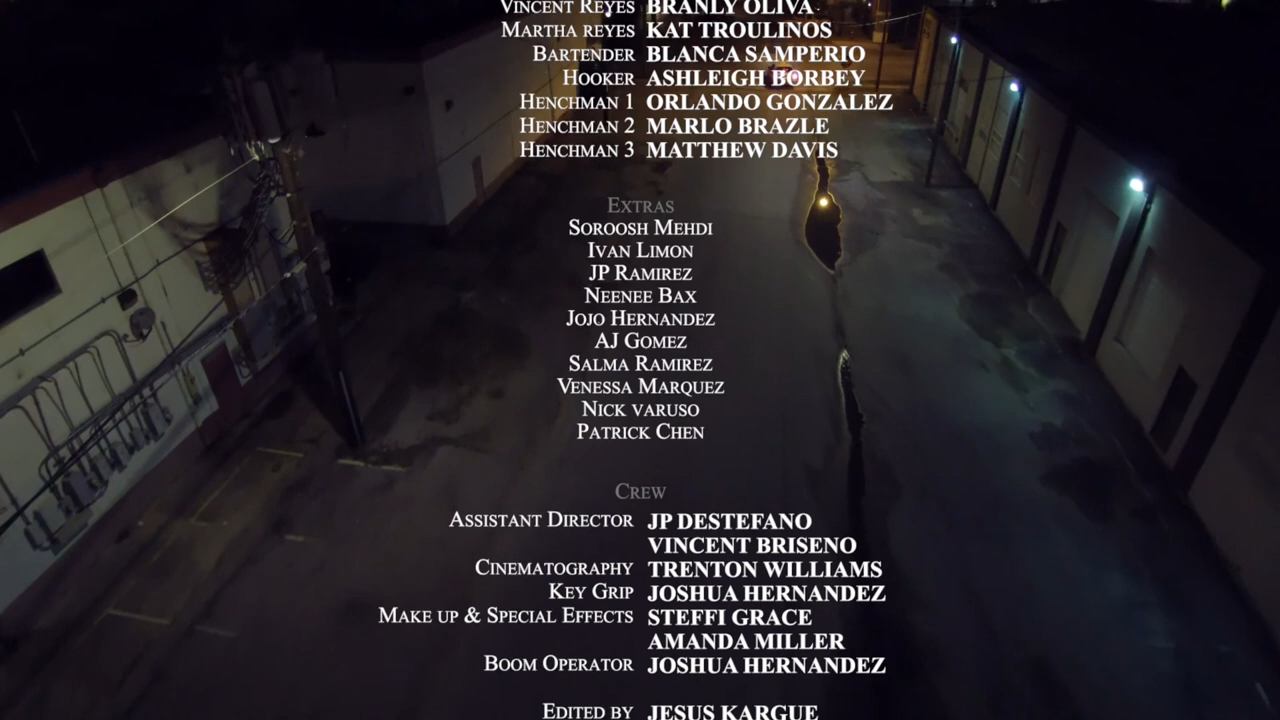 Vincent Reyes BRANLY OLIVA
Martha reyes KAT TROULINOS
Bartender BLANCA SAMPERIO
Hooker ASHLEIGH BORBEY
Henchman 1 ORLANDO GONZALEZ
Henchman 2 MARLO BRAZLE
Henchman 3 MATTHEW DAVIS
Extras
Soroosh Mehdi
Ivan Limon
JP Ramirez
Neenee Bax
Jojo Hernandez
AJ Gomez
Salma Ramirez
Venessa Marquez
Nick varuso
Patrick Chen
Crew
Assistant Director JP DESTEFANO
VINCENT BRISENO
Cinematography TRENTON WILLIAMS
Key Grip JOSHUA HERNANDEZ
Make up & Special Effects STEFFI GRACE
AMANDA MILLER
Boom Operator JOSHUA HERNANDEZ
Edited by JESUS KARGUE